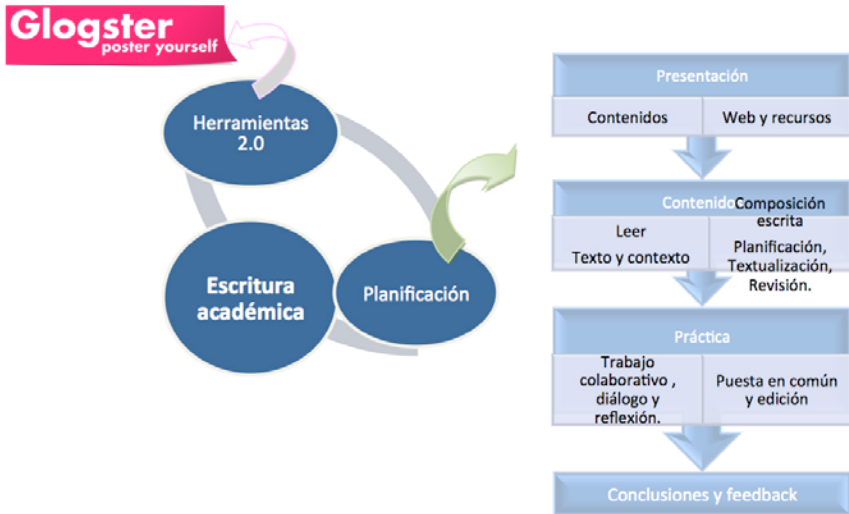 Glogster
poster yourself
Herramientas
2.0
Escritura
académica
Planificación
Presentación
Contenidos
Web y recursos
Contenido
Leer
Texto y contexto
Composición
escrita
Planificación,
Textualización,
Revisión.
Práctica
Trabajo
colaborativo ,
diálogo y
reflexión.
Puesta en común
y edición
Conclusiones y feedback